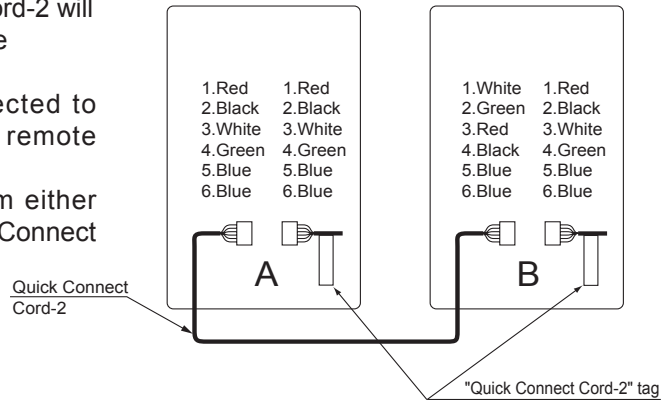 ord-2 will
e
ected to
remote
m either
Connect
1.Red 1.Red
2.Black 2.Black
3.White 3.White
4.Green 4.Green
5.Blue 5.Blue
6.Blue 6.Blue
A
1.White 1.Red
2.Green 2.Black
3.Red 3.White
4.Black 4.Green
5.Blue 5.Blue
6.Blue 6.Blue
B
Quick Connect
Cord-2
"Quick Connect Cord-2" tag